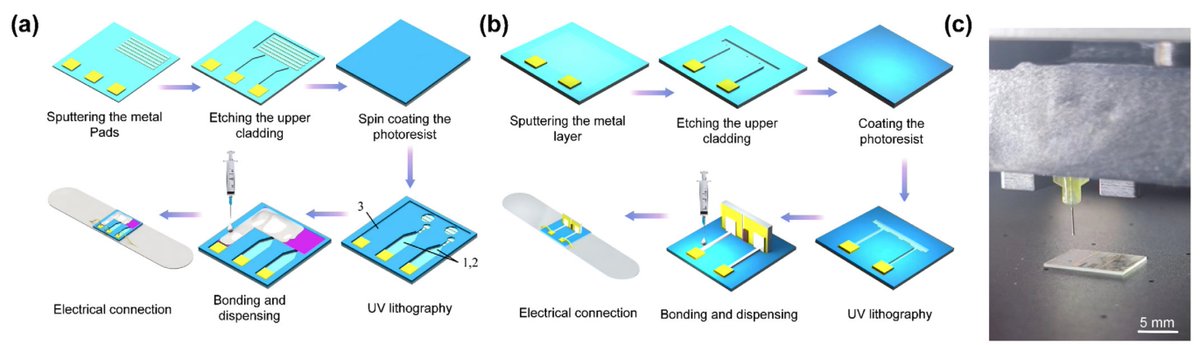 (a)
Sputtering the metal
Pads
Etching the upper
cladding
Spin coating the
photoresist
3
1,2
Electrical connection
Bonding and
dispensing
UV lithography
(b)
Sputtering the metal
layer
Etching the upper
cladding
Coating the
photoresist
Electrical connection
Bonding and dispensing
UV lithography
(c)
5 mm